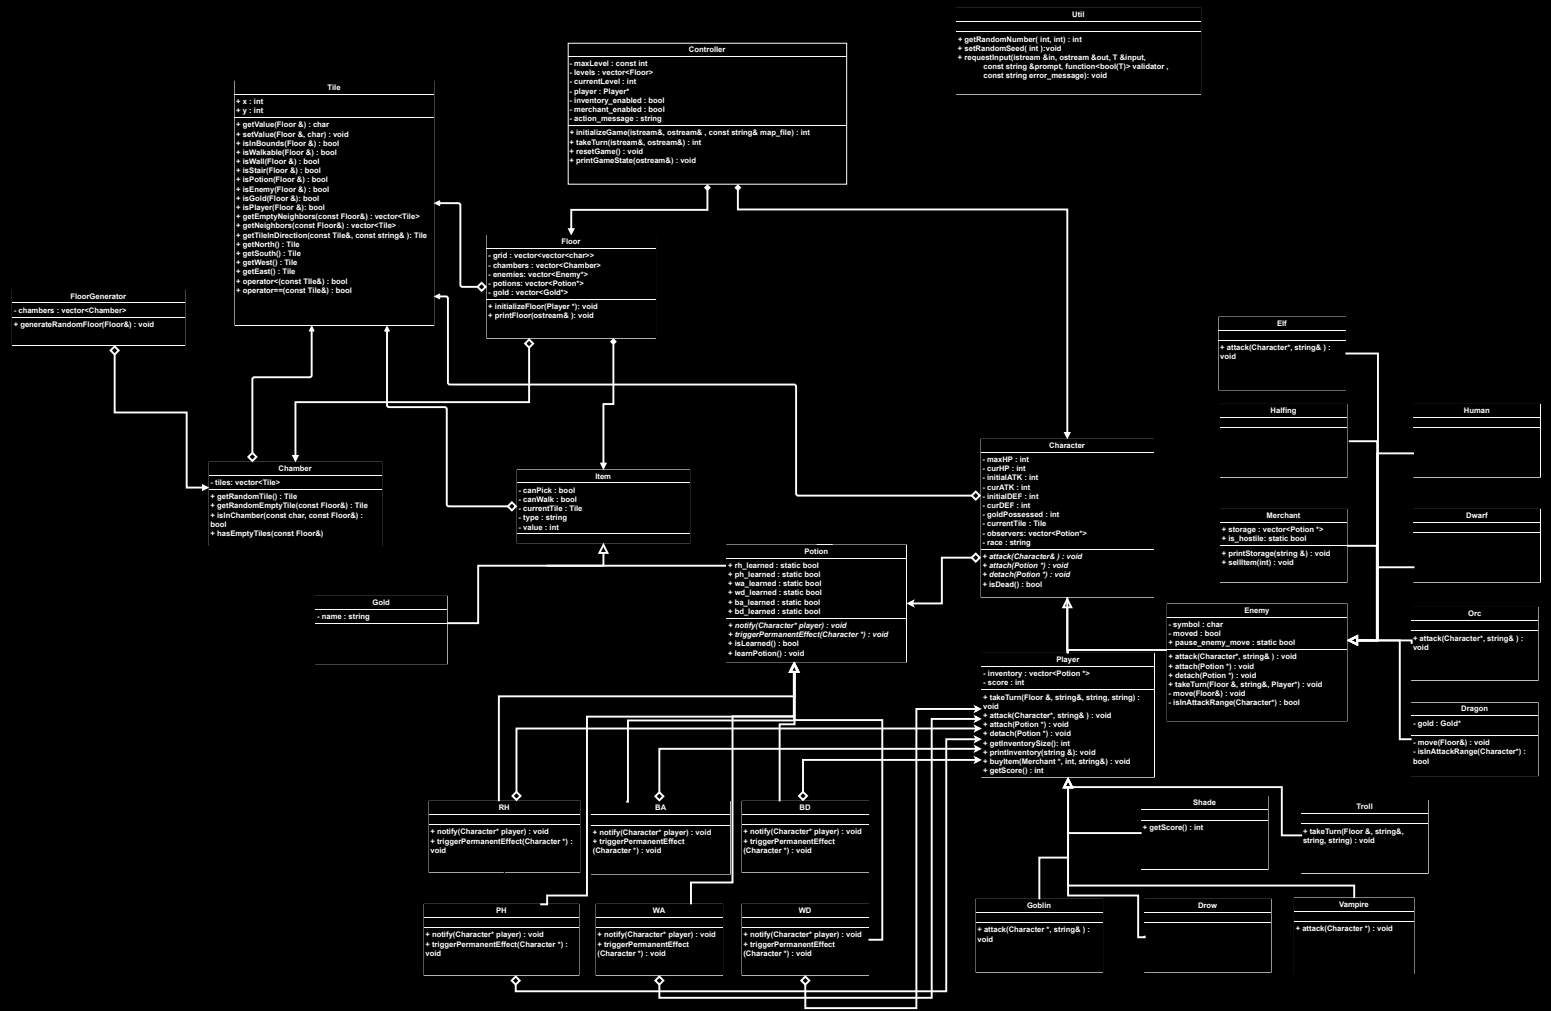 Util
+ getRandomNumber( int, int) : int
+ setRandomSeed( int ):void
+ requestInput(istream &in, ostream &out, T &input,
const string &prompt, function<bool(T)> validator ,
const string error_message): void
Controller
- maxLevel : const int
- levels : vector<Floor>
- currentLevel : int
- player : Player*
- inventory_enabled : bool
- merchant_enabled : bool
- action_message : string
+ initializeGame(istream&, ostream& , const string& map_file) : int
+ takeTurn(istream&, ostream&) : int
+ resetGame() : void
+ printGameState(ostream&) : void
Tile
+ x : int
+ y : int
+ getValue(Floor &) : char
+ setValue(Floor &, char) : void
+ isInBounds(Floor &) : bool
+ isWalkable(Floor &) : bool
+ isWall(Floor &) : bool
+ isStair(Floor &) : bool
+ isPotion(Floor &) : bool
+ isEnemy(Floor &) : bool
+ isGold(Floor &) : bool
+ isPlayer(Floor &): bool
+ getEmptyNeighbors(const Floor&) : vector<Tile>
+ getNeighbors(const Floor&) : vector<Tile>
+ getTileInDirection(const Tile&, const string& ): Tile
+ getNorth() : Tile
+ getSouth() : Tile
+ getWest() : Tile
+ getEast() : Tile
+ operator<(const Tile&) : bool
+ operator==(const Tile&) : bool
Floor
- grid : vector<vector<char>>
- chambers : vector<Chamber>
- enemies: vector<Enemy*>
- potions: vector<Potion*>
- gold : vector<Gold*>
+ initializeFloor(Player *): void
+ printFloor(ostream& ): void
FloorGenerator
- chambers : vector<Chamber>
+ generateRandomFloor(Floor&) : void
Chamber
- tiles: vector<Tile>
+ getRandomTile() : Tile
+ getRandomEmptyTile(const Floor&) : Tile
+ isInChamber(const char, const Floor&) :
bool
+ hasEmptyTiles(const Floor&)
Item
- canPick : bool
- canWalk : bool
- currentTile : Tile
- type : string
- value : int
Gold
- name : string
Potion
+ rh_learned : static bool
+ ph_learned : static bool
+ wa_learned : static bool
+ wd_learned : static bool
+ ba_learned : static bool
+ bd_learned : static bool
+ notify(Character* player) : void
+ triggerPermanentEffect(Character *) : void
+ isLearned() : bool
+ learnPotion() : void
Character
- maxHP : int
- curHP : int
- initialATK : int
- curATK : int
- initialDEF : int
- curDEF : int
- goldPossessed : int
- currentTile : Tile
- observers: vector<Potion*>
- race : string
+ attack(Character& ) : void
+ attach(Potion *) : void
+ detach(Potion *) : void
+ isDead() : bool
Elf
+ attack(Character*, string& ) :
void
Halfing
Human
Merchant
+ storage : vector<Potion *>
+ is_hostile: static bool
+ printStorage(string &) : void
+ sellItem(int) : void
Dwarf
Enemy
- symbol : char
- moved : bool
+ pause_enemy_move : static bool
+ attack(Character*, string& ) : void
+ attach(Potion *) : void
+ detach(Potion *) : void
+ takeTurn(Floor &, string&, Player*) : void
- move(Floor&) : void
- isInAttackRange(Character*) : bool
Orc
+ attack(Character*, string& ) :
void
Dragon
- gold : Gold*
- move(Floor&) : void
- isInAttackRange(Character*) :
bool
Player
- inventory : vector<Potion *>
- score : int
+ takeTurn(Floor &, string&, string, string) :
void
+ attack(Character*, string& ) : void
+ attach(Potion *) : void
+ detach(Potion *) : void
+ getInventorySize(): int
+ printInventory(string &): void
+ buyItem(Merchant *, int, string&) : void
+ getScore() : int
RH
+ notify(Character* player) : void
+ triggerPermanentEffect(Character *) :
void
BA
+ notify(Character* player) : void
+ triggerPermanentEffect
(Character *) : void
BD
+ notify(Character* player) : void
+ triggerPermanentEffect
(Character *) : void
PH
+ notify(Character* player) : void
+ triggerPermanentEffect(Character *) :
void
WA
+ notify(Character* player) : void
+ triggerPermanentEffect
(Character *) : void
WD
+ notify(Character* player) : void
+ triggerPermanentEffect
(Character *) : void
Shade
+ getScore() : int
Troll
+ takeTurn(Floor &, string&,
string, string) : void
Goblin
+ attack(Character *, string& ) :
void
Drow
Vampire
+ attack(Character *) : void